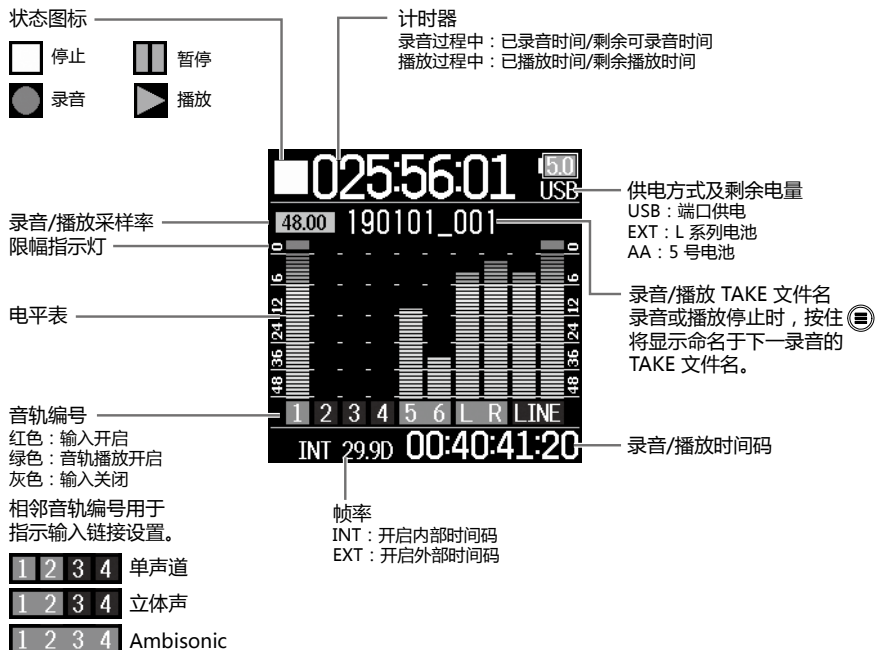 状态图标
停止
暂停
录音
播放
计时器
录音过程中：已录音时间/剩余可录音时间
播放过程中：已播放时间/剩余播放时间
025:56:01
5.0
USB
48.00
190101_001
0
6
12
24
36
48
0
6
12
24
36
48
1 2 3 4 5 6 L R LINE
INT 29.9D 00:40:41:20
录音/播放采样率
限幅指示灯
电平表
音轨编号
红色：输入开启
绿色：音轨播放开启
灰色：输入关闭
相邻音轨编号用于
指示输入链接设置。
1 2 3 4 单声道
1 2 3 4 立体声
1 2 3 4 Ambisonic
供电方式及剩余电量
USB：端口供电
EXT：L 系列电池
AA：5 号电池
录音/播放 TAKE 文件名
录音或播放停止时，按住
将显示命名于下一录音的
TAKE 文件名。
录音/播放时间码
帧率
INT：开启内部时间码
EXT：开启外部时间码